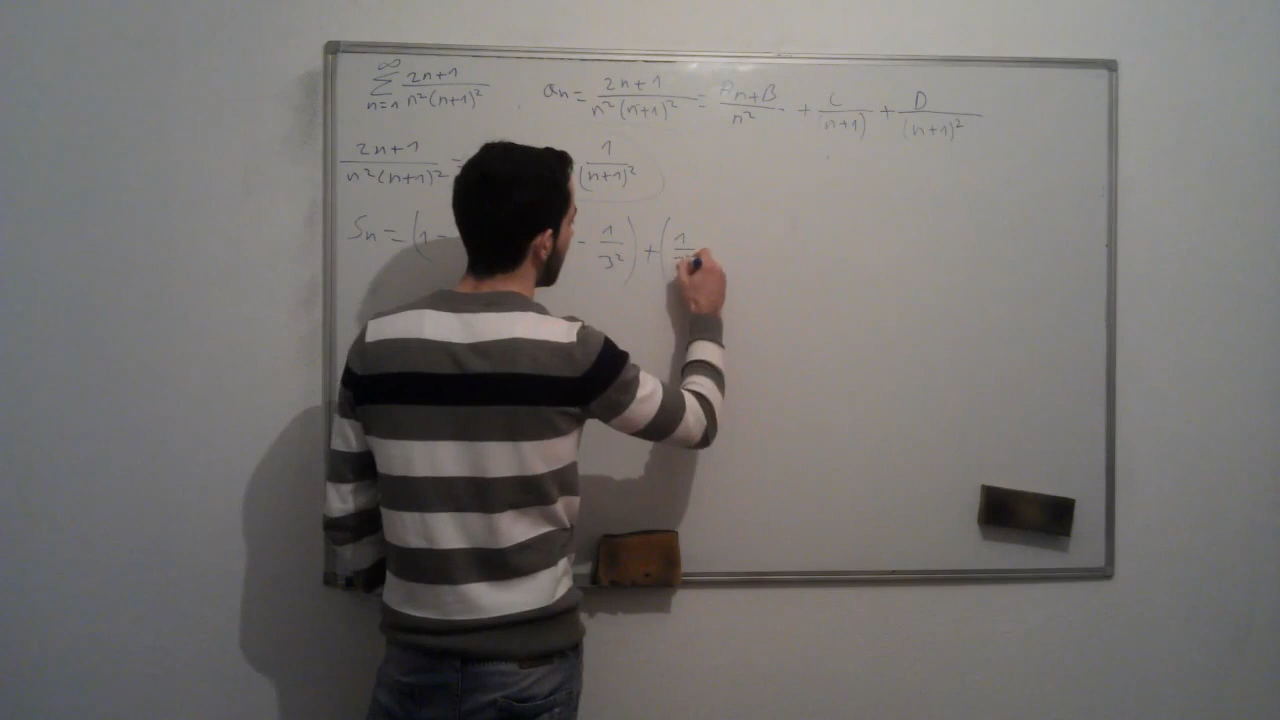 ∞ ∑ n=1 2n+1 / n²(n+1)² an = 2n+1 / n²(n+1)² = An+B / n² + C / (n+1) + D / (n+1)²
2n+1 / n²(n+1)² = 1 / (n+1)²
Sn = (1 - - 1 / 3²) + (1